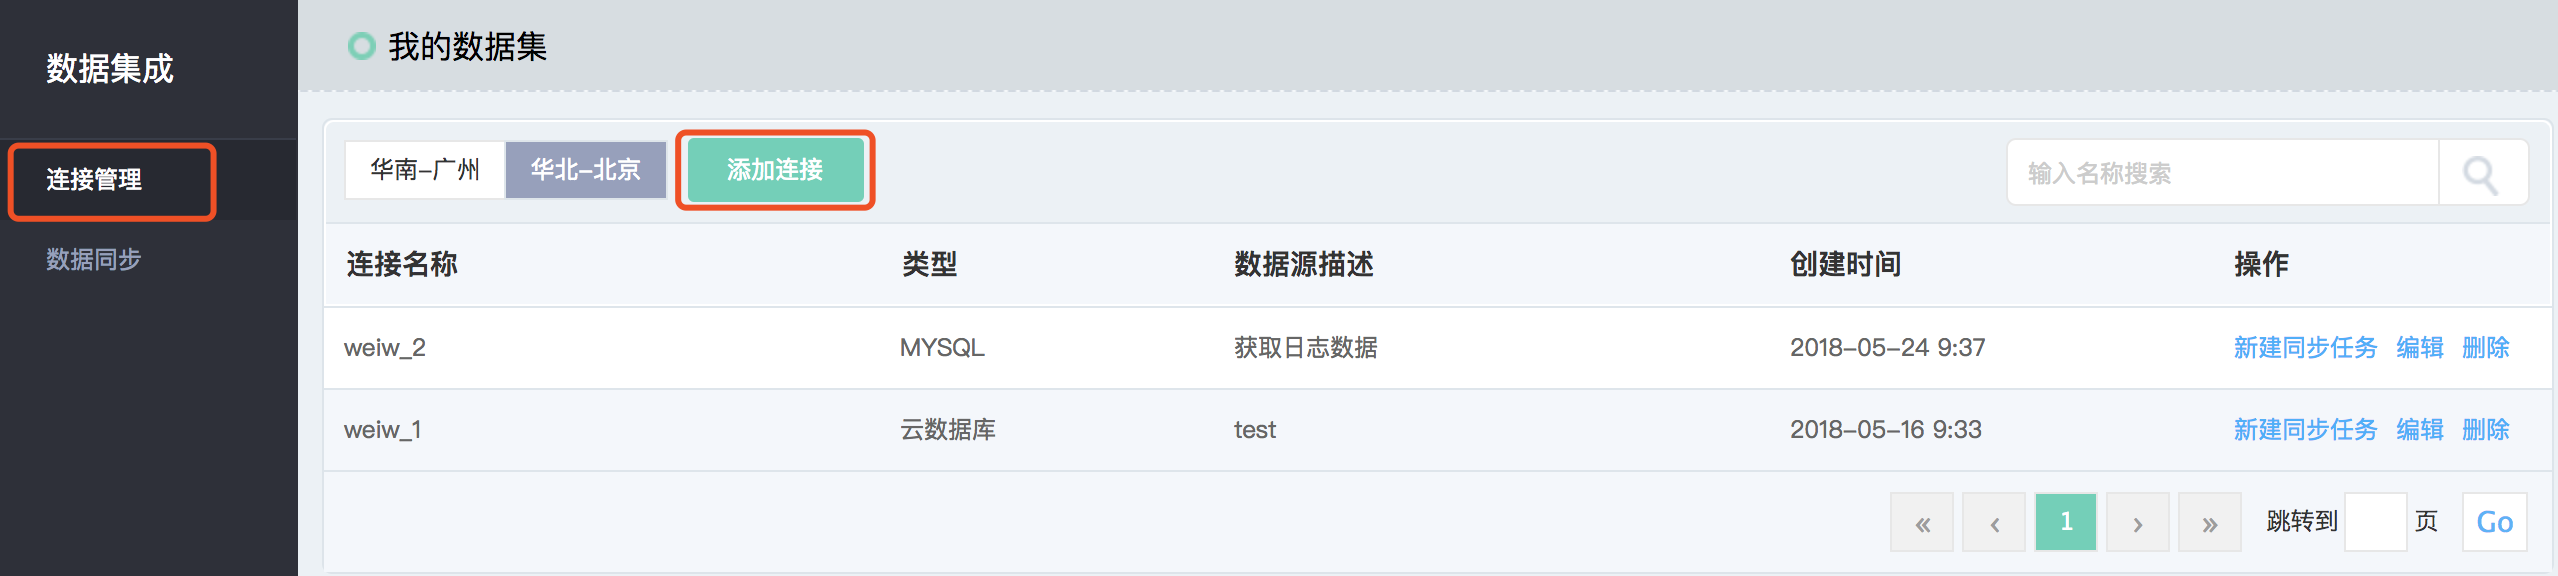 数据集成
连接管理
数据同步
我的数据集
华南-广州 华北-北京 添加连接 输入名称搜索
连接名称 类型 数据源描述 创建时间 操作
weiw_2 MYSQL 获取日志数据 2018-05-24 9:37 新建同步任务 编辑 删除
weiw_1 云数据库 test 2018-05-16 9:33 新建同步任务 编辑 删除
« ‹ 1 › » 跳转到 页 Go